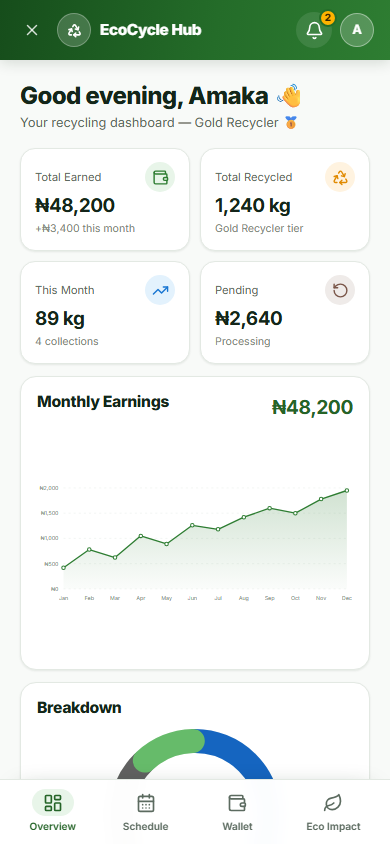 EcoCycle Hub
2
A
Good evening, Amaka 👋
Your recycling dashboard — Gold Recycler 🏅
Total Earned
₦48,200
+₦3,400 this month
Total Recycled
1,240 kg
Gold Recycler tier
This Month
89 kg
4 collections
Pending
₦2,640
Processing
Monthly Earnings
₦48,200
₦2,000
₦1,500
₦1,000
₦500
₦0
Jan Feb Mar Apr May Jun Jul Aug Sep Oct Nov Dec
Breakdown
Overview
Schedule
Wallet
Eco Impact